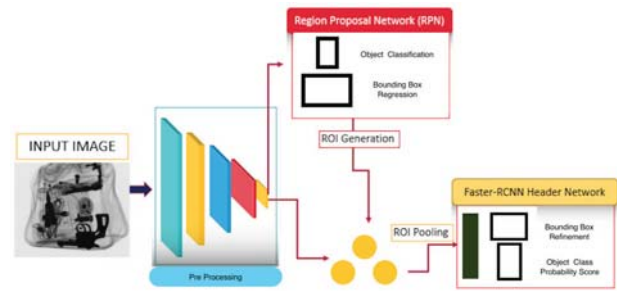 Region Proposal Network (RPN)
Object Classification
Bounding Box
Regression
INPUT IMAGE
ROI Generation
Faster-RCNN Header Network
ROI Pooling
Bounding Box
Refinement
Object Class
Probability Score
Pre Processing